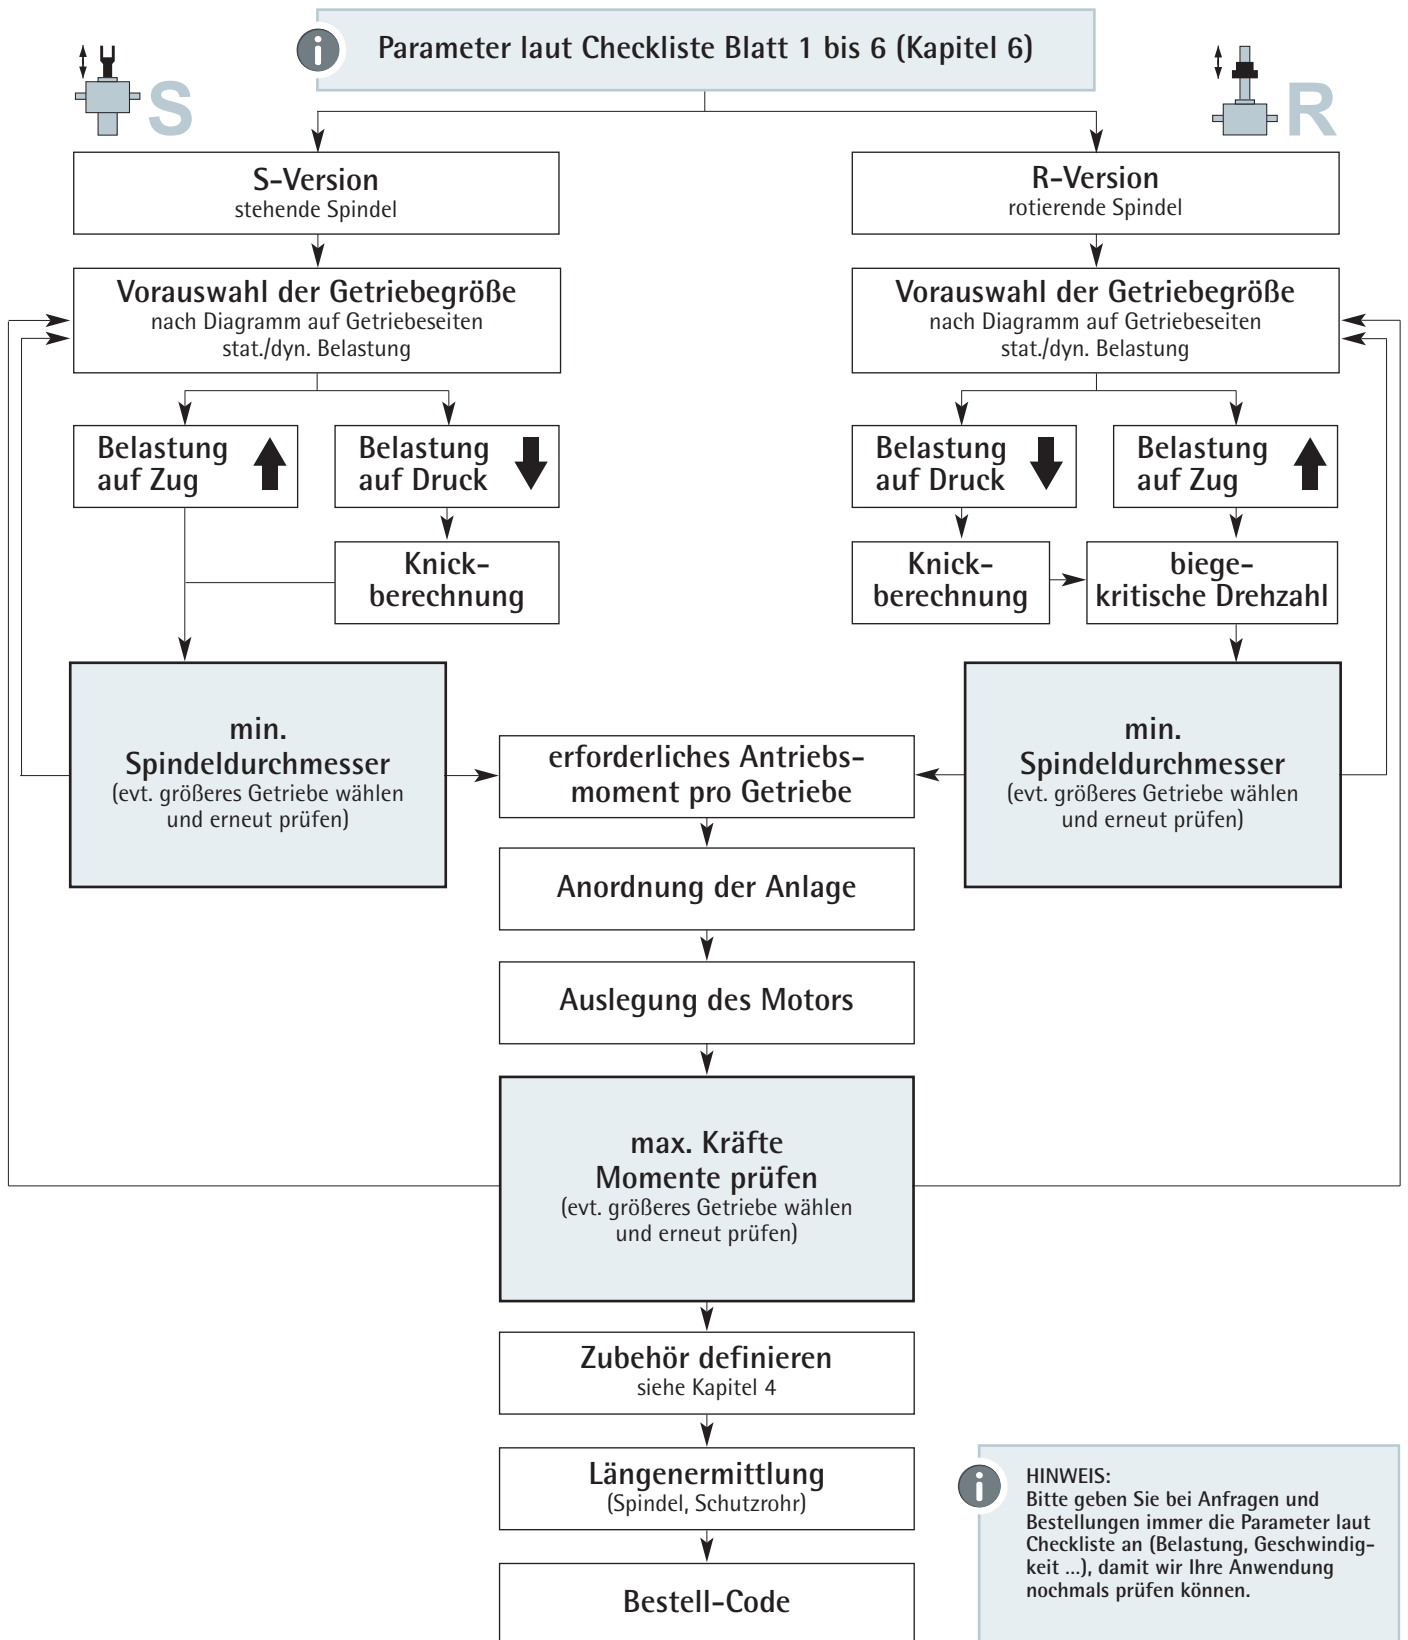 Parameter laut Checkliste Blatt 1 bis 6 (Kapitel 6)
S
R
S-Version
stehende Spindel
R-Version
rotierende Spindel
Vorauswahl der Getriebegröße
nach Diagramm auf Getriebeseiten
stat./dyn. Belastung
Vorauswahl der Getriebegröße
nach Diagramm auf Getriebeseiten
stat./dyn. Belastung
Belastung
auf Zug
Belastung
auf Druck
Belastung
auf Druck
Belastung
auf Zug
Knick-
berechnung
Knick-
berechnung
biege-
kritische Drehzahl
min.
Spindeldurchmesser
(evt. größeres Getriebe wählen
und erneut prüfen)
erforderliches Antriebs-
moment pro Getriebe
min.
Spindeldurchmesser
(evt. größeres Getriebe wählen
und erneut prüfen)
Anordnung der Anlage
Auslegung des Motors
max. Kräfte
Momente prüfen
(evt. größeres Getriebe wählen
und erneut prüfen)
Zubehör definieren
siehe Kapitel 4
Längenermittlung
(Spindel, Schutzrohr)
Bestell-Code
HINWEIS:
Bitte geben Sie bei Anfragen und
Bestellungen immer die Parameter laut
Checkliste an (Belastung, Geschwindig-
keit ...), damit wir Ihre Anwendung
nochmals prüfen können.